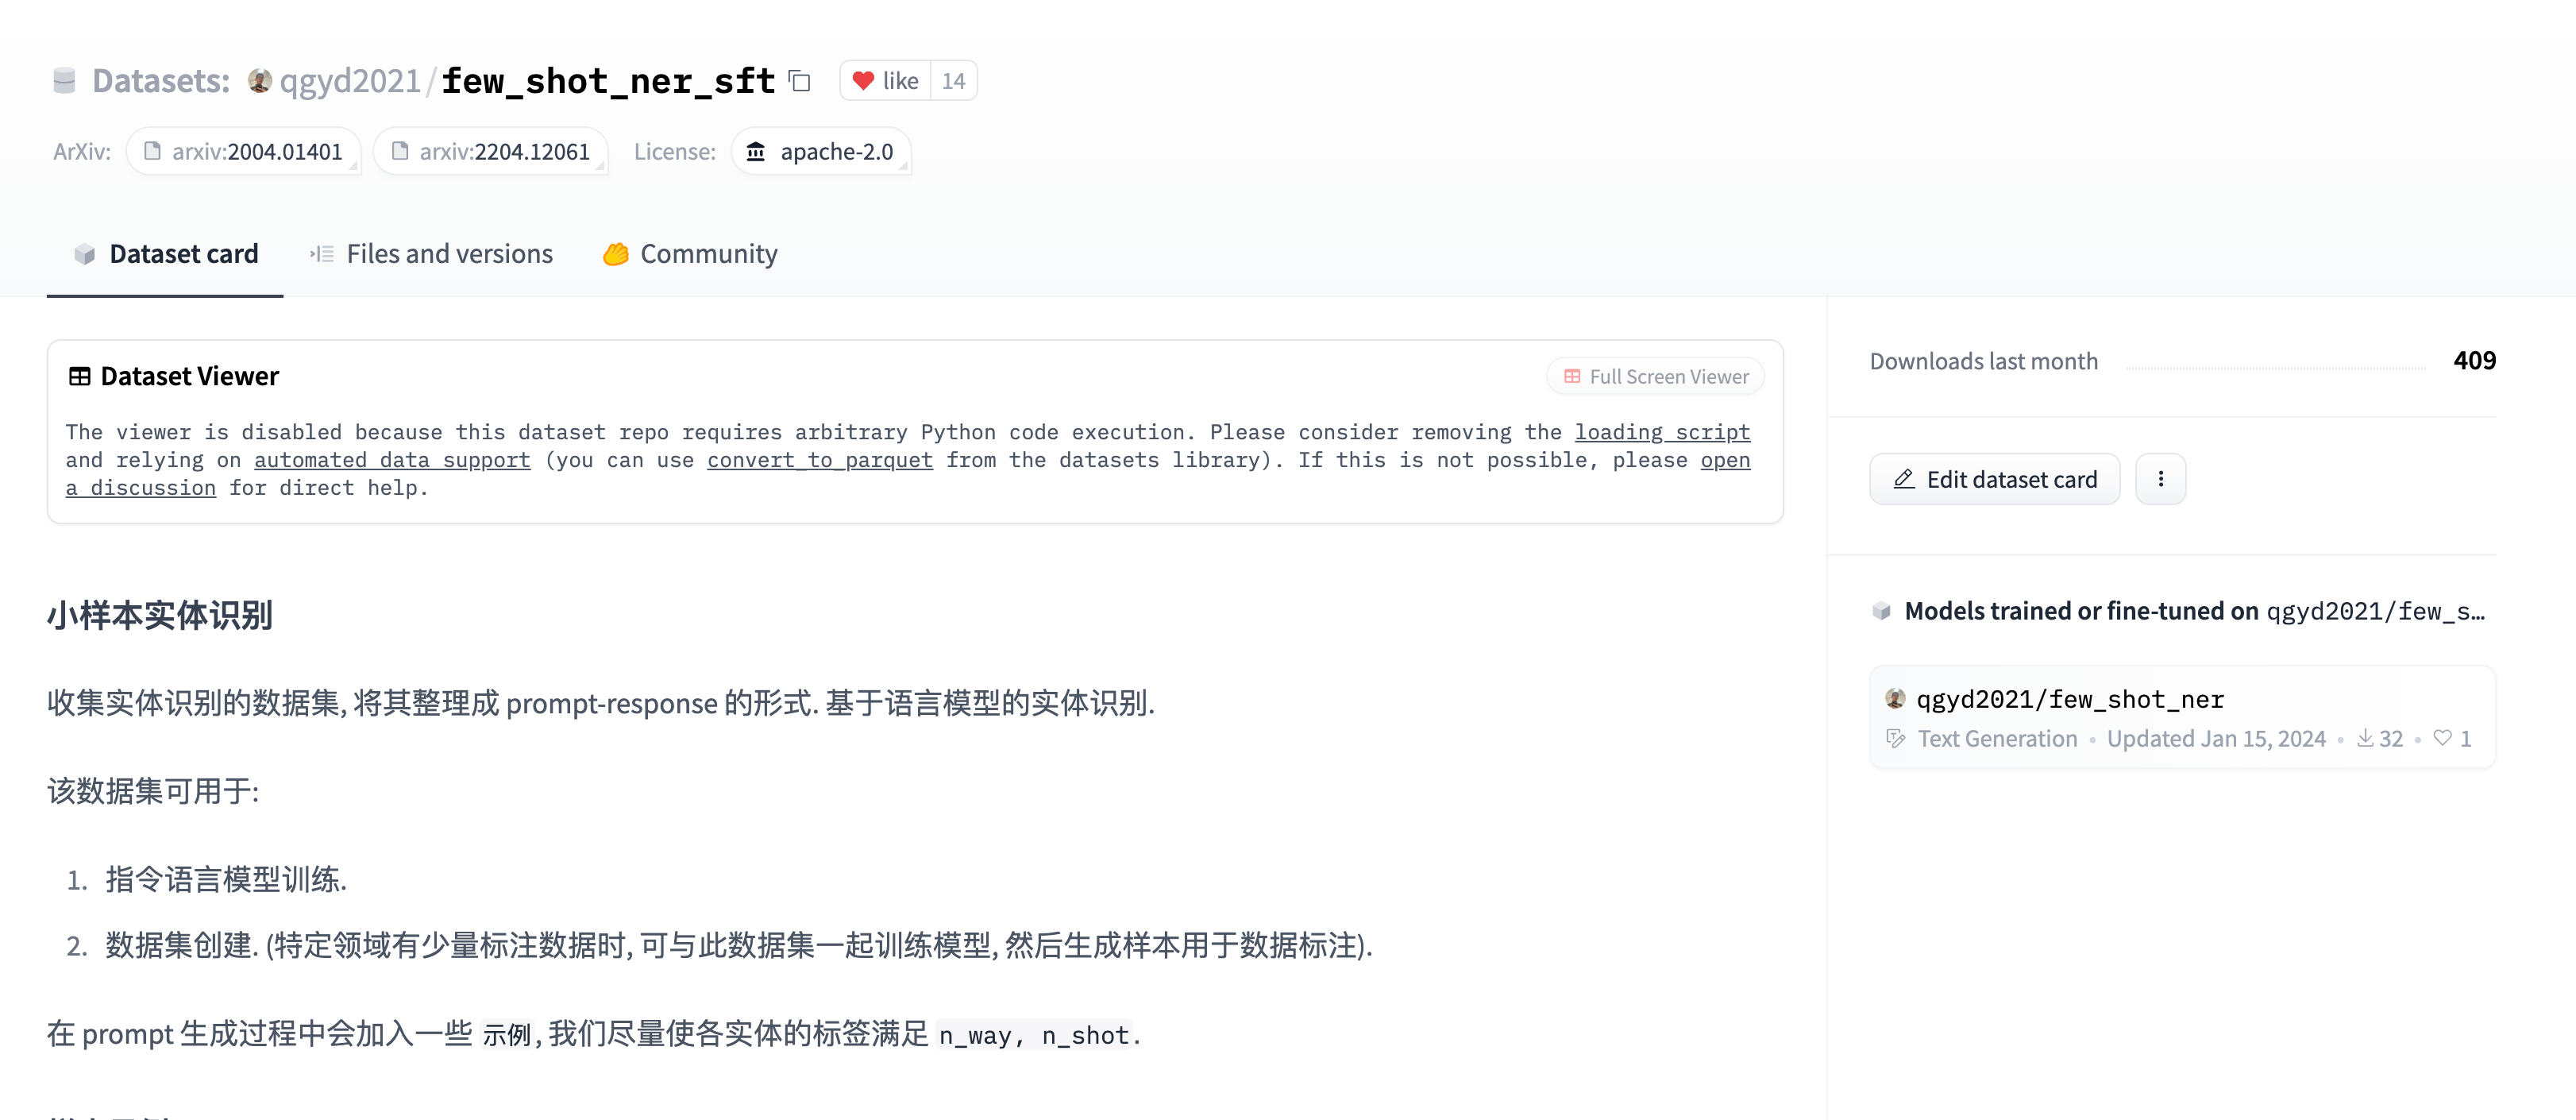 Datasets: qgyd2021/few_shot_ner_sft like 14
ArXiv: arxiv:2004.01401 arxiv:2204.12061 License: apache-2.0
Dataset card Files and versions Community
Dataset Viewer Full Screen Viewer
The viewer is disabled because this dataset repo requires arbitrary Python code execution. Please consider removing the loading script
and relying on automated data support (you can use convert_to_parquet from the datasets library). If this is not possible, please open
a discussion for direct help.
小样本实体识别
收集实体识别的数据集, 将其整理成 prompt-response 的形式. 基于语言模型的实体识别.
该数据集可用于:
1. 指令语言模型训练.
2. 数据集创建. (特定领域有少量标注数据时, 可与此数据集一起训练模型, 然后生成样本用于数据标注).
在 prompt 生成过程中会加入一些 示例, 我们尽量使各实体的标签满足 n_way, n_shot.
Downloads last month 409
Edit dataset card
Models trained or fine-tuned on qgyd2021/few_s…
qgyd2021/few_shot_ner
Text Generation • Updated Jan 15, 2024 • 32 • 1